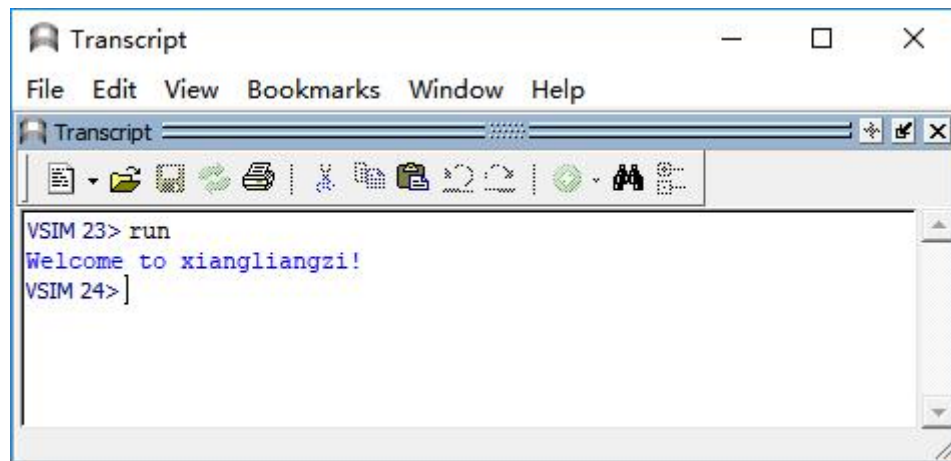 Transcript
File Edit View Bookmarks Window Help
Transcript
VSIM 23> run
Welcome to xiangliangzi!
VSIM 24>